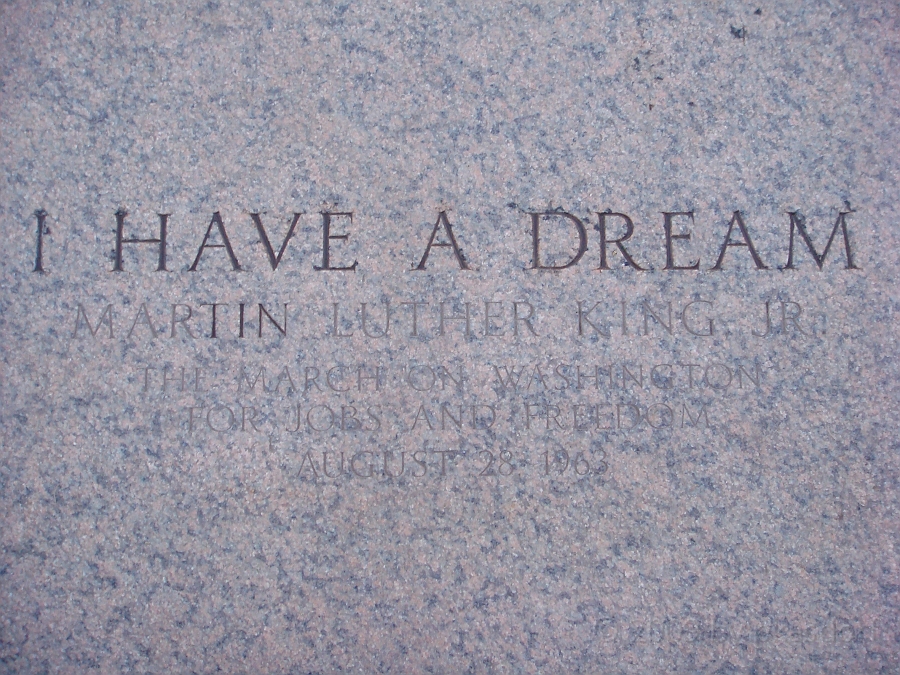 I HAVE A DREAM
MARTIN LUTHER KING JR.
THE MARCH ON WASHINGTON
FOR JOBS AND FREEDOM
AUGUST 28 1963